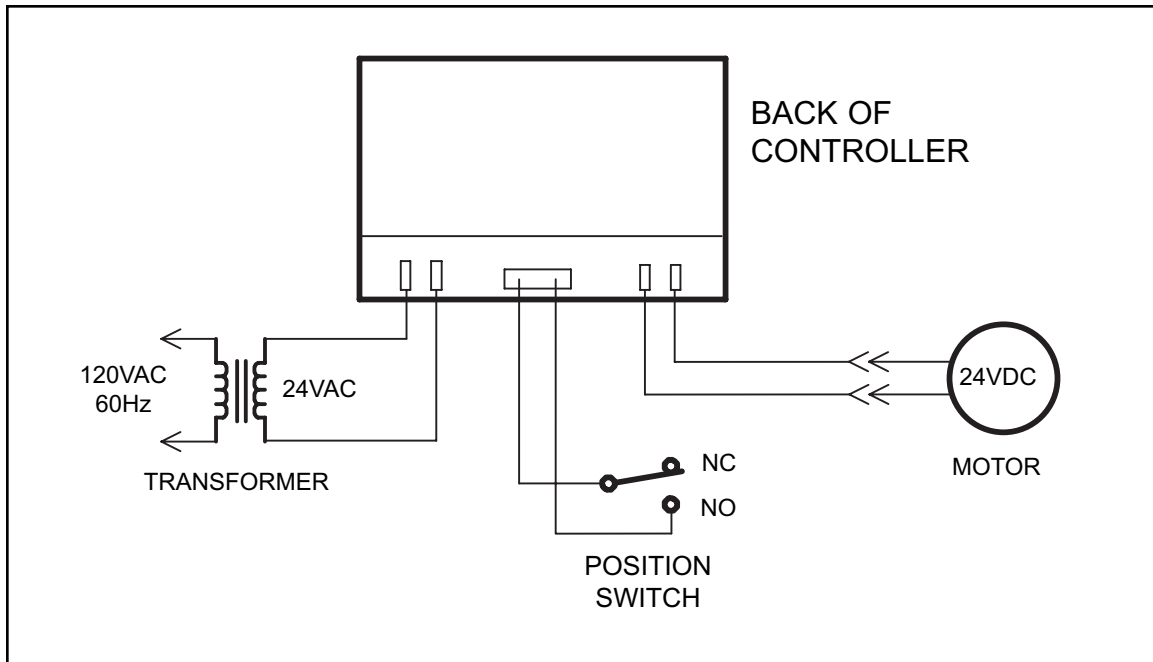 BACK OF
CONTROLLER
120VAC
60Hz
24VAC
TRANSFORMER
24VDC
MOTOR
NC
NO
POSITION
SWITCH